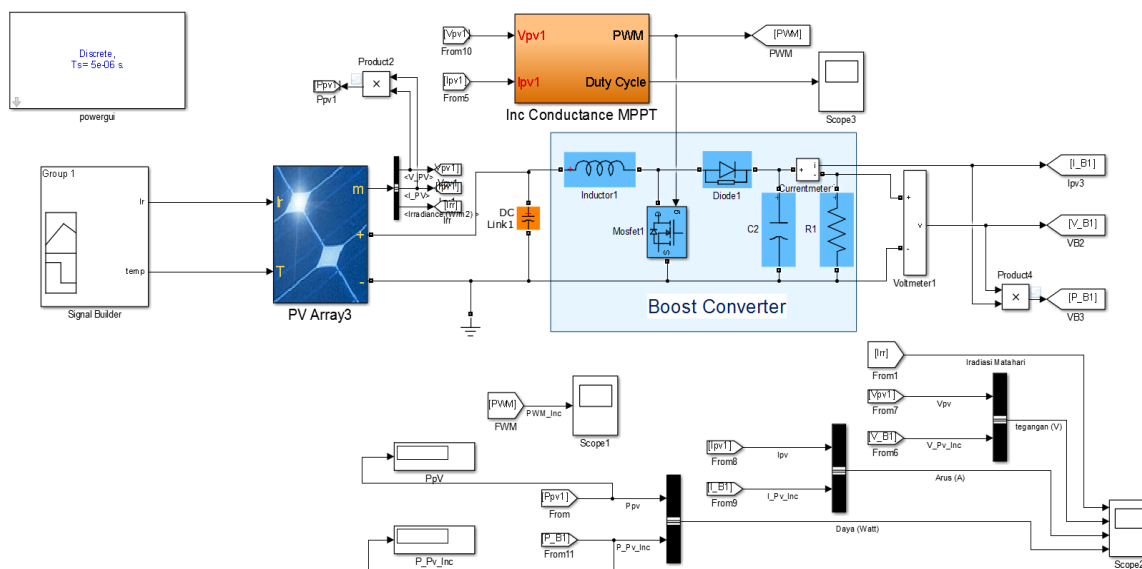 Discrete,
Ts= 5e-06 s.
powergui
Product2
×
[Ppv1]
Ppv1
[Vpv1]
From10
[Ipv1]
From5
Vpv1
Ipv1
PWM
Duty Cycle
Inc Conductance MPPT
[PWM]
PWM
Scope3
Group 1
Ir
temp
Signal Builder
Ir
T
m
+
-
PV Array3
<V_PV>
<I_PV>
<Irradiance (W/m2) >
[Irr]
Irr
DC
Link1
+
Inductor1
g
S
Mosfet1
Diode1
+
-
i
Currentmeter
+
C2
+
R1
Boost Converter
+
-
v
Voltmeter1
[I_B1]
Ipv3
[V_B1]
VB2
Product4
×
[P_B1]
VB3
[Irr]
From1
Iradiasi Matahari
[Vpv1]
From7
Vpv
[V_B1]
From6
V_Pv_Inc
tegangan (V)
[PWM]
FWM
PWM_Inc
Scope1
[Ipv1]
From8
Ipv
[I_B1]
From9
I_Pv_Inc
Arus (A)
PpV
[Ppv1]
From
Ppv
[P_B1]
From11
P_Pv_Inc
Daya (Watt)
P_Pv_Inc
Scope2